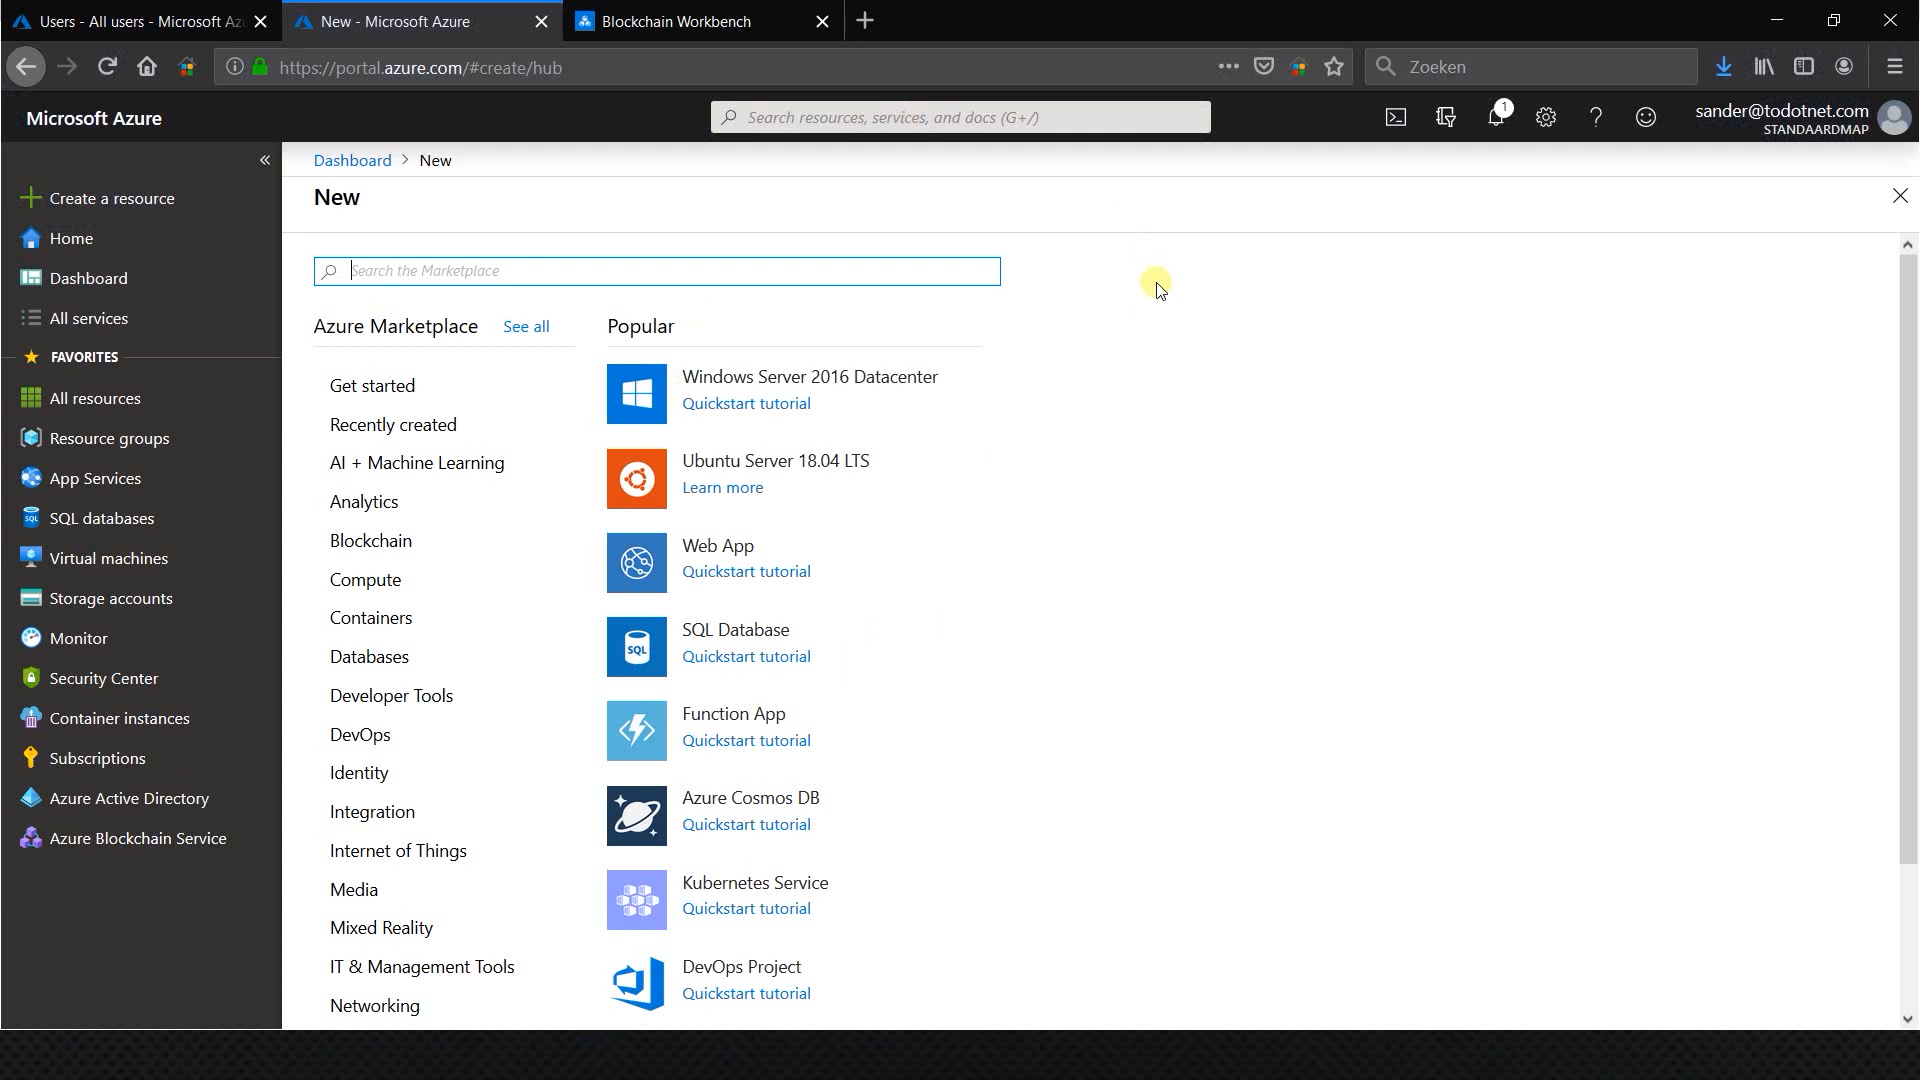 Users - All users - Microsoft Az
New - Microsoft Azure
Blockchain Workbench
https://portal.azure.com/#create/hub
Zoeken
Microsoft Azure
Search resources, services, and docs (G+/)
1
sander@todotnet.com
STANDAARDMAP
Create a resource
Home
Dashboard
All services
FAVORITES
All resources
Resource groups
App Services
SQL
SQL databases
Virtual machines
Storage accounts
Monitor
Security Center
Container instances
Subscriptions
Azure Active Directory
Azure Blockchain Service
Dashboard > New
New
Search the Marketplace
Azure Marketplace See all
Get started
Recently created
AI + Machine Learning
Analytics
Blockchain
Compute
Containers
Databases
Developer Tools
DevOps
Identity
Integration
Internet of Things
Media
Mixed Reality
IT & Management Tools
Networking
Popular
Windows Server 2016 Datacenter
Quickstart tutorial
Ubuntu Server 18.04 LTS
Learn more
Web App
Quickstart tutorial
SQL
SQL Database
Quickstart tutorial
Function App
Quickstart tutorial
Azure Cosmos DB
Quickstart tutorial
Kubernetes Service
Quickstart tutorial
DevOps Project
Quickstart tutorial